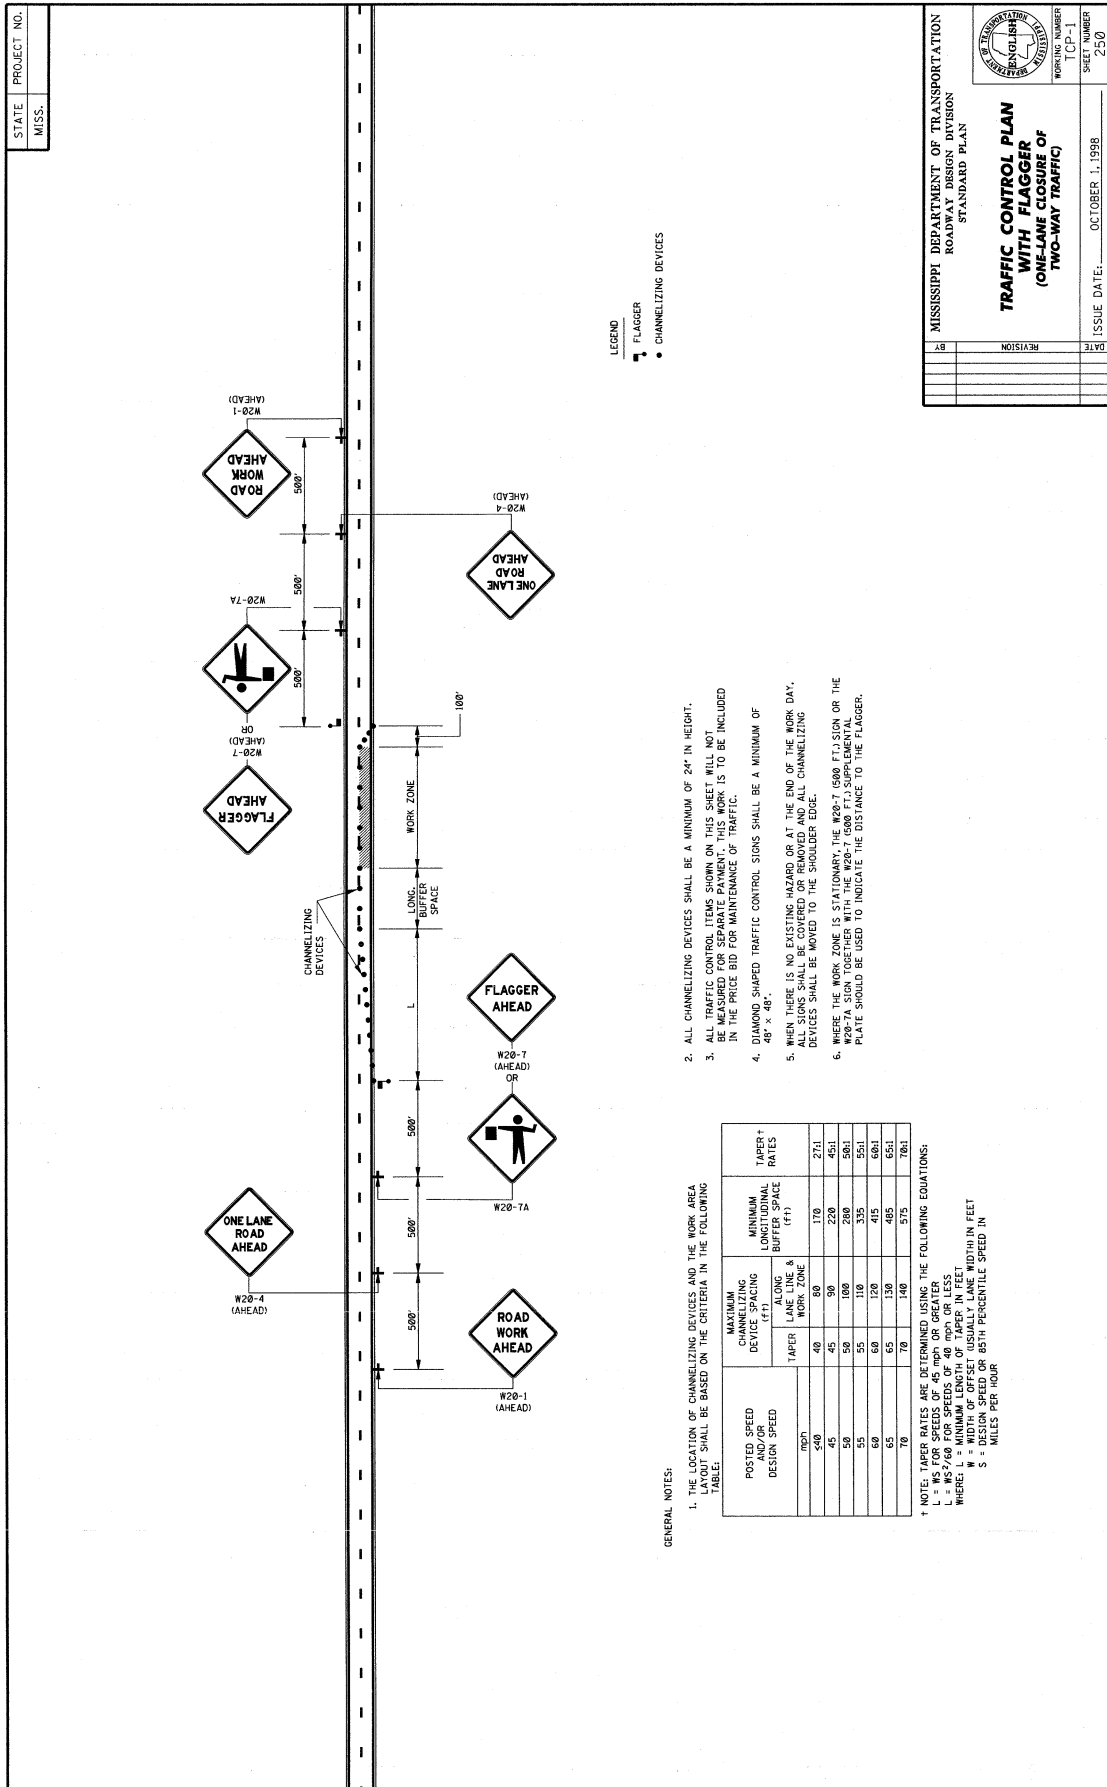 STATE PROJECT NO.
MISS.
ROAD
WORK
AHEAD
W20-1
(AHEAD)
500'
500'
500'
W20-4
(AHEAD)
ONE LANE
ROAD
AHEAD
W20-7A
OR
W20-7
(AHEAD)
FLAGGER
AHEAD
100'
WORK ZONE
LONG.
BUFFER
SPACE
L
CHANNELIZING
DEVICES
FLAGGER
AHEAD
W20-7
(AHEAD)
OR
W20-7A
500'
500'
500'
ONE LANE
ROAD
AHEAD
W20-4
(AHEAD)
ROAD
WORK
AHEAD
W20-1
(AHEAD)
LEGEND
FLAGGER
CHANNELIZING DEVICES
GENERAL NOTES:
1. THE LOCATION OF CHANNELIZING DEVICES AND THE WORK AREA
LAYOUT SHALL BE BASED ON THE CRITERIA IN THE FOLLOWING
TABLE:
POSTED SPEED
AND/OR
DESIGN SPEED
MAXIMUM
CHANNELIZING
DEVICE SPACING
(ft)
MINIMUM
LONGITUDINAL
BUFFER SPACE
(ft)
TAPER †
RATES
mph TAPER ALONG
LANE LINE &
WORK ZONE
≤40 40 80 170 27:1
45 45 90 220 45:1
50 50 100 280 50:1
55 55 110 335 55:1
60 60 120 415 60:1
65 65 130 485 65:1
70 70 140 575 70:1
† NOTE: TAPER RATES ARE DETERMINED USING THE FOLLOWING EQUATIONS:
L = WS FOR SPEEDS OF 45 mph OR GREATER
L = WS²/60 FOR SPEEDS OF 40 mph OR LESS
WHERE: L = MINIMUM LENGTH OF TAPER IN FEET
W = WIDTH OF OFFSET (USUALLY LANE WIDTH) IN FEET
S = DESIGN SPEED OR 85TH PERCENTILE SPEED IN
MILES PER HOUR
2. ALL CHANNELIZING DEVICES SHALL BE A MINIMUM OF 24" IN HEIGHT.
3. ALL TRAFFIC CONTROL ITEMS SHOWN ON THIS SHEET WILL NOT
BE MEASURED FOR SEPARATE PAYMENT. THIS WORK IS TO BE INCLUDED
IN THE PRICE BID FOR MAINTENANCE OF TRAFFIC.
4. DIAMOND SHAPED TRAFFIC CONTROL SIGNS SHALL BE A MINIMUM OF
48" x 48".
5. WHEN THERE IS NO EXISTING HAZARD OR AT THE END OF THE WORK DAY,
ALL SIGNS SHALL BE COVERED OR REMOVED AND ALL CHANNELIZING
DEVICES SHALL BE MOVED TO THE SHOULDER EDGE.
6. WHERE THE WORK ZONE IS STATIONARY, THE W20-7 (500 FT.) SIGN OR THE
W20-7A SIGN TOGETHER WITH THE W20-7 (500 FT.) SUPPLEMENTAL
PLATE SHOULD BE USED TO INDICATE THE DISTANCE TO THE FLAGGER.
BY
REVISION
DATE
MISSISSIPPI DEPARTMENT OF TRANSPORTATION
ROADWAY DESIGN DIVISION
STANDARD PLAN
TRAFFIC CONTROL PLAN
WITH FLAGGER
(ONE-LANE CLOSURE OF
TWO-WAY TRAFFIC)
ISSUE DATE: OCTOBER 1, 1998
MISSISSIPPI DEPARTMENT OF TRANSPORTATION
ENGLISH
WORKING NUMBER
TCP-1
SHEET NUMBER
250